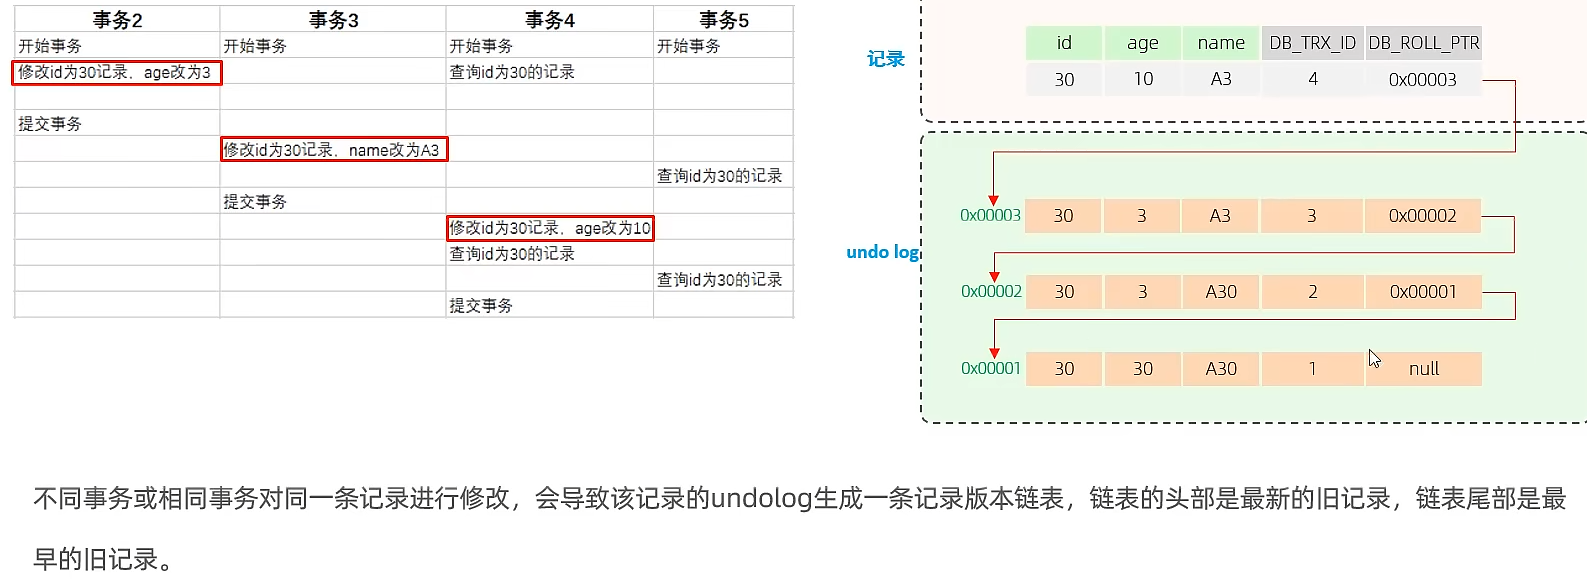 事务2 事务3 事务4 事务5
开始事务 开始事务 开始事务 开始事务
修改id为30记录，age改为3 查询id为30的记录
提交事务
修改id为30记录，name改为A3
查询id为30的记录
提交事务
修改id为30记录，age改为10
查询id为30的记录
查询id为30的记录
提交事务
记录
id age name DB_TRX_ID DB_ROLL_PTR
30 10 A3 4 0x00003
undo log
0x00003 30 3 A3 3 0x00002
0x00002 30 3 A30 2 0x00001
0x00001 30 30 A30 1 null
不同事务或相同事务对同一条记录进行修改，会导致该记录的undolog生成一条记录版本链表，链表的头部是最新的旧记录，链表尾部是最
早的旧记录。